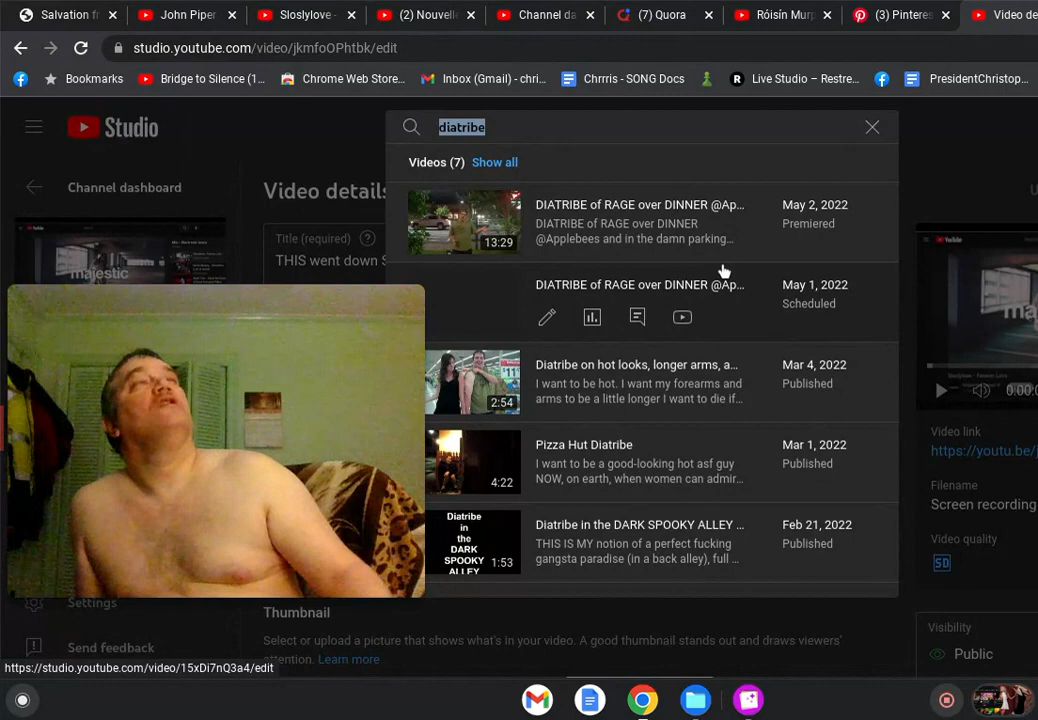 Salvation fr
John Piper
Sloslylove -
(2) Nouvelle
Channel da
(7) Quora
Róisín Murp
(3) Pinteres
Video de
studio.youtube.com/video/jkmfoOPhtbk/edit
Bookmarks
Bridge to Silence (1...
Chrome Web Store...
Inbox (Gmail) - chri...
Chrrris - SONG Docs
Live Studio – Restre...
PresidentChristop...
Studio
diatribe
Videos (7) Show all
Channel dashboard
Video details
Title (required)
THIS went down S
majestic
DIATRIBE of RAGE over DINNER @Ap...
DIATRIBE of RAGE over DINNER
@Applebees and in the damn parking...
13:29
May 2, 2022
Premiered
DIATRIBE of RAGE over DINNER @Ap...
May 1, 2022
Scheduled
Diatribe on hot looks, longer arms, a...
I want to be hot. I want my forearms and
arms to be a little longer I want to die if...
2:54
Mar 4, 2022
Published
Pizza Hut Diatribe
I want to be a good-looking hot asf guy
NOW, on earth, when women can admir...
4:22
Mar 1, 2022
Published
Diatribe
in
the
DARK
SPOOKY
ALLEY
1:53
Diatribe in the DARK SPOOKY ALLEY ...
THIS IS MY notion of a perfect fucking
gangsta paradise (in a back alley), full ...
Feb 21, 2022
Published
0:00:0
Video link
https://youtu.be/j
Filename
Screen recording
Video quality
SD
Visibility
Public
Settings
Send feedback
Thumbnail
Select or upload a picture that shows what's in your video. A good thumbnail stands out and draws viewers'
attention. Learn more
https://studio.youtube.com/video/15xDi7nQ3a4/edit